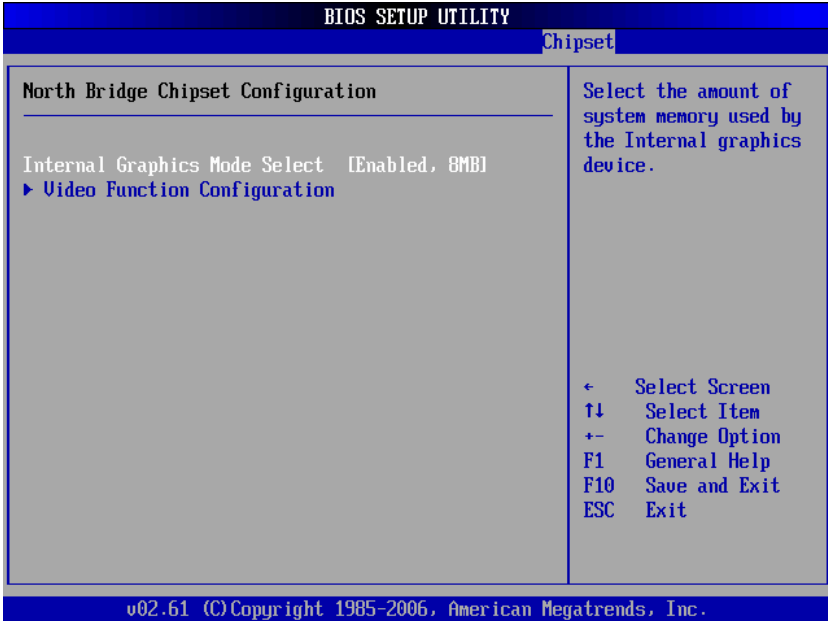 BIOS SETUP UTILITY
Chipset
North Bridge Chipset Configuration
Internal Graphics Mode Select [Enabled, 8MB]
▶ Video Function Configuration
Select the amount of
system memory used by
the Internal graphics
device.
← Select Screen
↑↓ Select Item
+- Change Option
F1 General Help
F10 Save and Exit
ESC Exit
v02.61 (C)Copyright 1985-2006, American Megatrends, Inc.